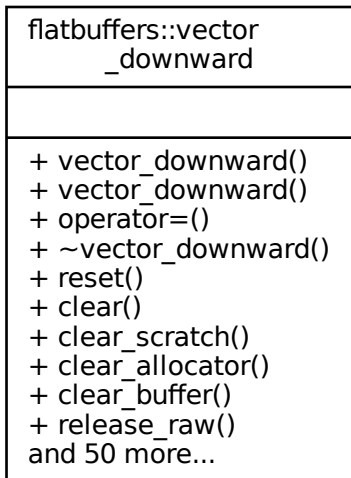 flatbuffers::vector
_downward
+ vector_downward()
+ vector_downward()
+ operator=()
+ ~vector_downward()
+ reset()
+ clear()
+ clear_scratch()
+ clear_allocator()
+ clear_buffer()
+ release_raw()
and 50 more...